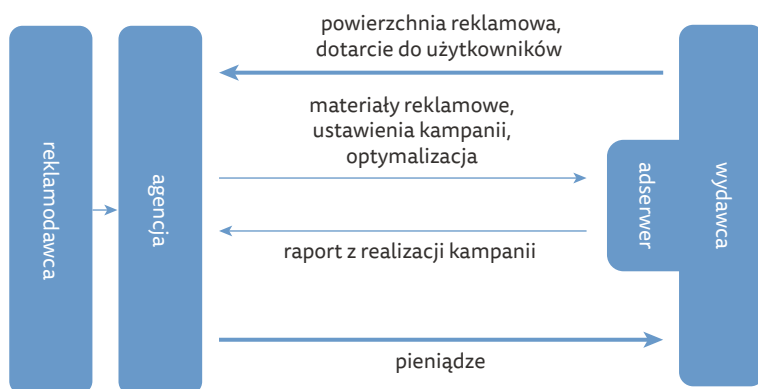 powierzchnia reklamowa,
dotarcie do użytkowników
materiały reklamowe,
ustawienia kampanii,
optymalizacja
reklamodawca
agencja
adserwer
wydawca
raport z realizacji kampanii
pieniądze